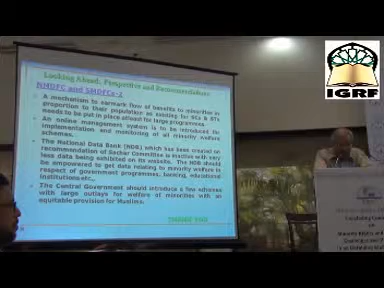 Looking Ahead, Perspective and Recommendations
NMDFC and SMDFCs-2
A mechanism to earmark flow of benefits to minorities in
proportion to their population as existing for SCs & STs
needs to be put in place atleast for large programmes.
An online management system is to be introduced for
implementation and monitoring of all minority welfare
schemes.
The National Data Bank (NDB) which has been created on
recommendation of Sachar Committee is inactive with very
less data being exhibited on its website. The NDB should
be empowered to get data relating to minority welfare in
respect of government programmes, banking, educational
institutions etc.,
The Central Government should introduce a few schemes
with large outlays for welfare of minorities with an
equitable provision for Muslims.
THANK YOU
IGRF
on